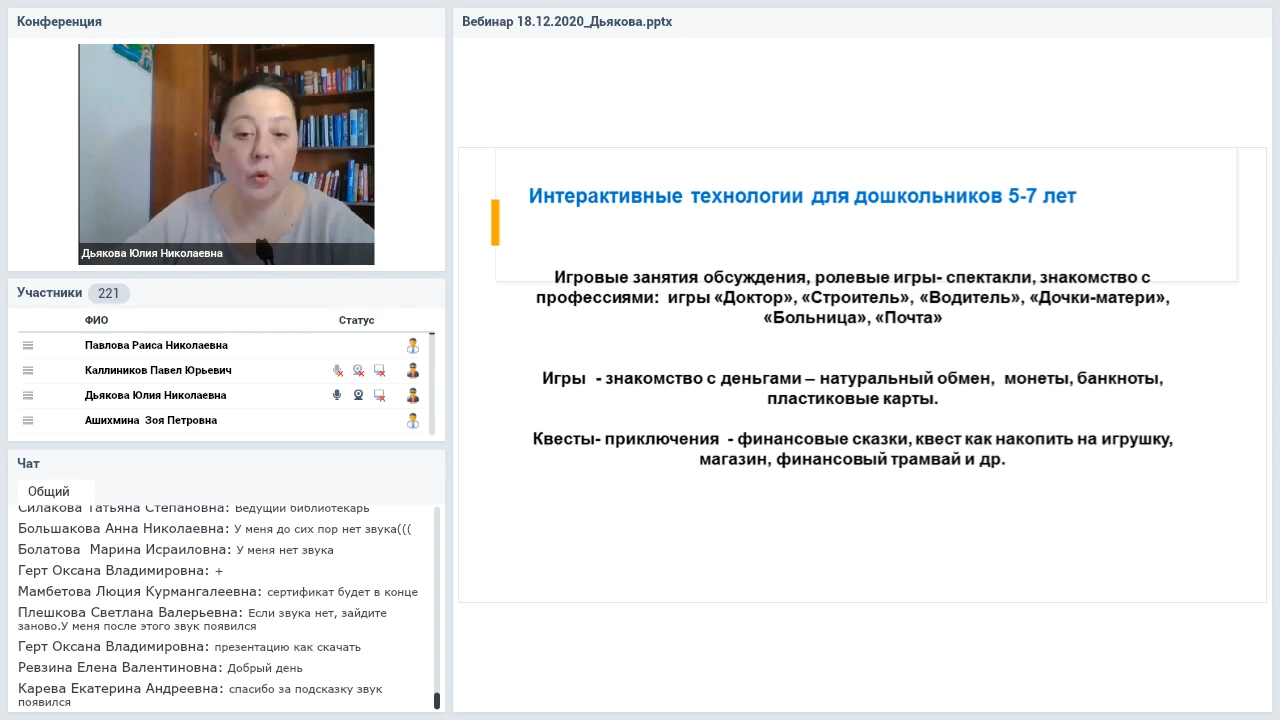 Конференция
Дьякова Юлия Николаевна
Участники 221
ФИО Статус
Павлова Раиса Николаевна
Каллиников Павел Юрьевич
Дьякова Юлия Николаевна
Ашихмина Зоя Петровна
Чат
Общий
Силакова Татьяна Степановна: Ведущий библиотекарь
Большакова Анна Николаевна: У меня до сих пор нет звука(((
Болатова Марина Исраиловна: У меня нет звука
Герт Оксана Владимировна: +
Мамбетова Люция Курмангалеевна: сертификат будет в конце
Плешкова Светлана Валерьевна: Если звука нет, зайдите
заново.У меня после этого звук появился
Герт Оксана Владимировна: презентацию как скачать
Ревзина Елена Валентиновна: Добрый день
Карева Екатерина Андреевна: спасибо за подсказку звук
появился
Вебинар 18.12.2020_Дьякова.pptx
Интерактивные технологии для дошкольников 5-7 лет
Игровые занятия обсуждения, ролевые игры- спектакли, знакомство с
профессиями: игры «Доктор», «Строитель», «Водитель», «Дочки-матери»,
«Больница», «Почта»
Игры - знакомство с деньгами – натуральный обмен, монеты, банкноты,
пластиковые карты.
Квесты- приключения - финансовые сказки, квест как накопить на игрушку,
магазин, финансовый трамвай и др.